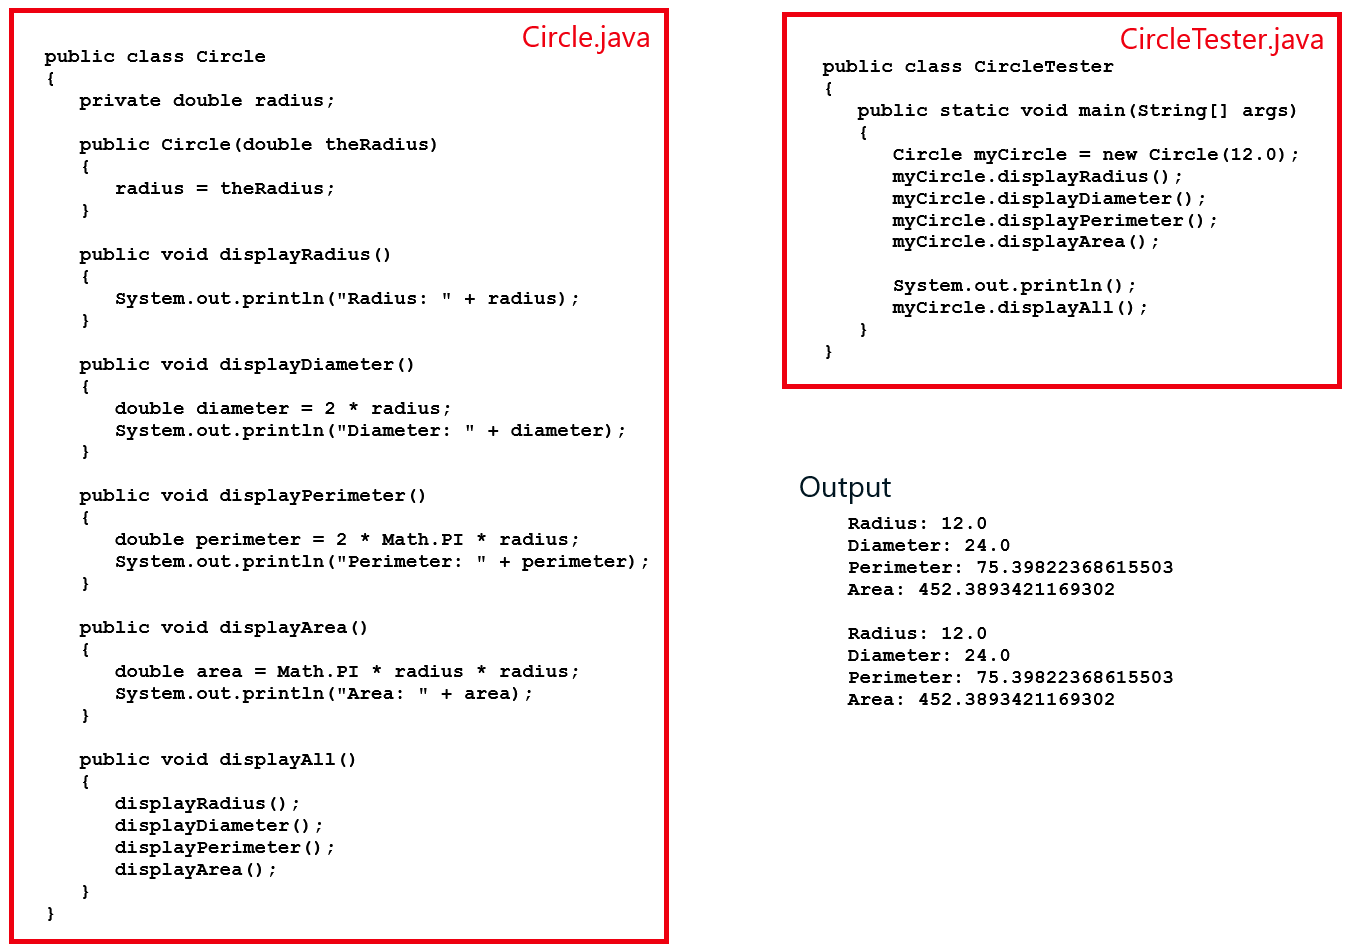 Circle.java
public class Circle
{
   private double radius;

   public Circle(double theRadius)
   {
      radius = theRadius;
   }

   public void displayRadius()
   {
      System.out.println("Radius: " + radius);
   }

   public void displayDiameter()
   {
      double diameter = 2 * radius;
      System.out.println("Diameter: " + diameter);
   }

   public void displayPerimeter()
   {
      double perimeter = 2 * Math.PI * radius;
      System.out.println("Perimeter: " + perimeter);
   }

   public void displayArea()
   {
      double area = Math.PI * radius * radius;
      System.out.println("Area: " + area);
   }

   public void displayAll()
   {
      displayRadius();
      displayDiameter();
      displayPerimeter();
      displayArea();
   }
}
CircleTester.java
public class CircleTester
{
   public static void main(String[] args)
   {
      Circle myCircle = new Circle(12.0);
      myCircle.displayRadius();
      myCircle.displayDiameter();
      myCircle.displayPerimeter();
      myCircle.displayArea();

      System.out.println();
      myCircle.displayAll();
   }
}
Output
Radius: 12.0
Diameter: 24.0
Perimeter: 75.39822368615503
Area: 452.3893421169302

Radius: 12.0
Diameter: 24.0
Perimeter: 75.39822368615503
Area: 452.3893421169302